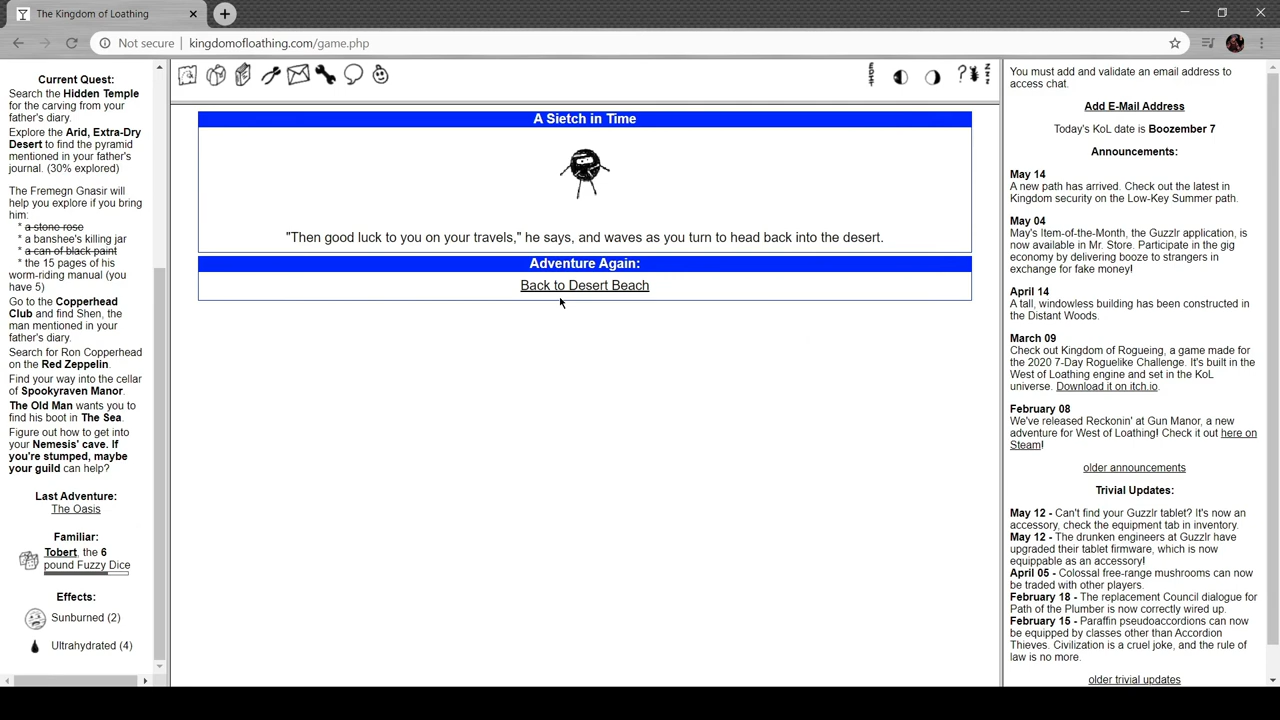 The Kingdom of Loathing
Not secure
kingdomofloathing.com/game.php
Current Quest:
Search the Hidden Temple
for the carving from your
father's diary.
Explore the Arid, Extra-Dry
Desert to find the pyramid
mentioned in your father's
journal. (30% explored)
The Fremegn Gnasir will
help you explore if you bring
him:
* a stone rose
* a banshee's killing jar
* a can of black paint
* the 15 pages of his
worm-riding manual (you
have 5)
Go to the Copperhead
Club and find Shen, the
man mentioned in your
father's diary.
Search for Ron Copperhead
on the Red Zeppelin.
Find your way into the cellar
of Spookyraven Manor.
The Old Man wants you to
find his boot in The Sea.
Figure out how to get into
your Nemesis' cave. If
you're stumped, maybe
your guild can help?
Last Adventure:
The Oasis
Familiar:
Tobert, the 6
pound Fuzzy Dice
Effects:
Sunburned (2)
Ultrahydrated (4)
A Sietch in Time
"Then good luck to you on your travels," he says, and waves as you turn to head back into the desert.
Adventure Again:
Back to Desert Beach
You must add and validate an email address to
access chat.
Add E-Mail Address
Today's KoL date is Boozember 7
Announcements:
May 14
A new path has arrived. Check out the latest in
Kingdom security on the Low-Key Summer path.
May 04
May's Item-of-the-Month, the Guzzlr application, is
now available in Mr. Store. Participate in the gig
economy by delivering booze to strangers in
exchange for fake money!
April 14
A tall, windowless building has been constructed in
the Distant Woods.
March 09
Check out Kingdom of Rogueing, a game made for
the 2020 7-Day Roguelike Challenge. It's built in the
West of Loathing engine and set in the KoL
universe. Download it on itch.io.
February 08
We've released Reckonin' at Gun Manor, a new
adventure for West of Loathing! Check it out here on
Steam!
older announcements
Trivial Updates:
May 12 - Can't find your Guzzlr tablet? It's now an
accessory, check the equipment tab in inventory.
May 12 - The drunken engineers at Guzzlr have
upgraded their tablet firmware, which is now
equippable as an accessory!
April 05 - Colossal free-range mushrooms can now
be traded with other players.
February 18 - The replacement Council dialogue for
Path of the Plumber is now correctly wired up.
February 15 - Paraffin pseudoaccordions can now
be equipped by classes other than Accordion
Thieves. Civilization is a cruel joke, and the rule of
law is no more.
older trivial updates